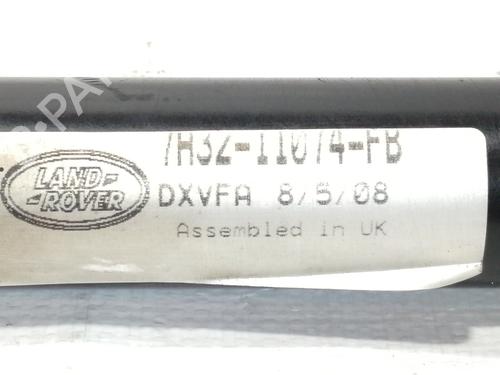 7H32-11074-FB
LAND-
-ROVER
DXVFA 8/5/08
Assembled in UK